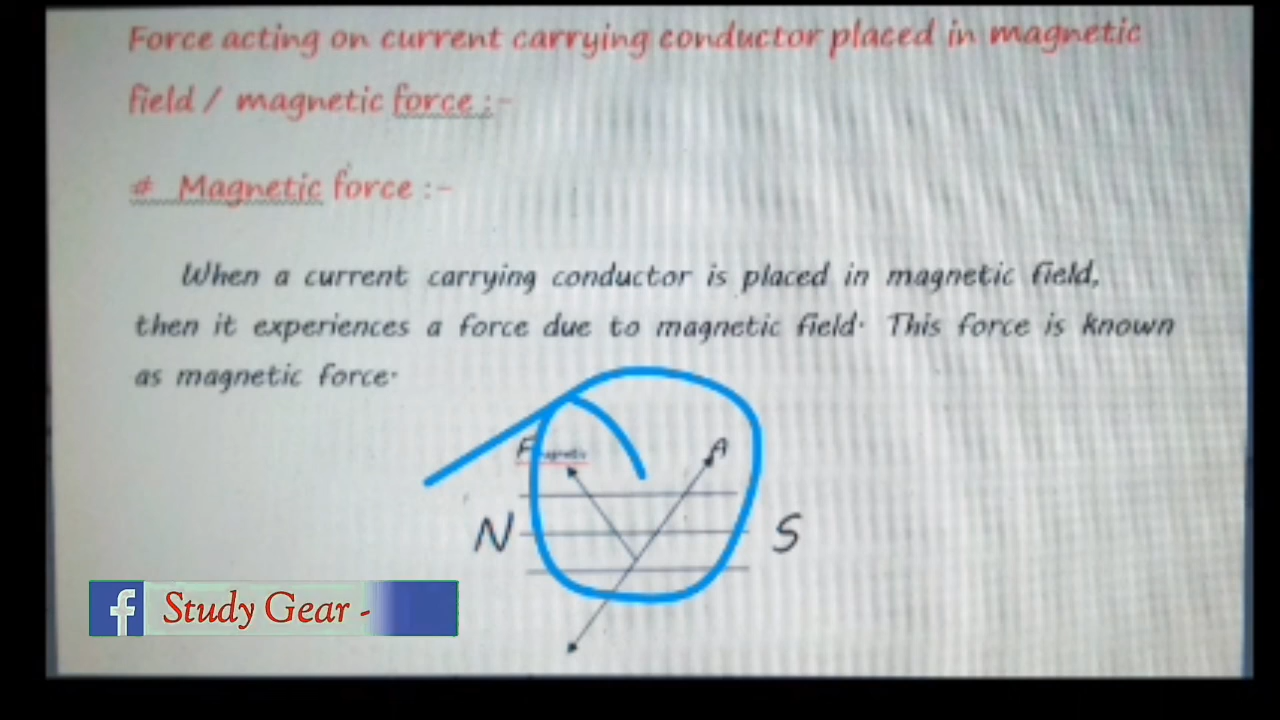 Force acting on current carrying conductor placed in magnetic
field / magnetic force :-
# Magnetic force :-
When a current carrying conductor is placed in magnetic field,
then it experiences a force due to magnetic field. This force is known
as magnetic force.
Fmagnetic A
N S
f Study Gear -